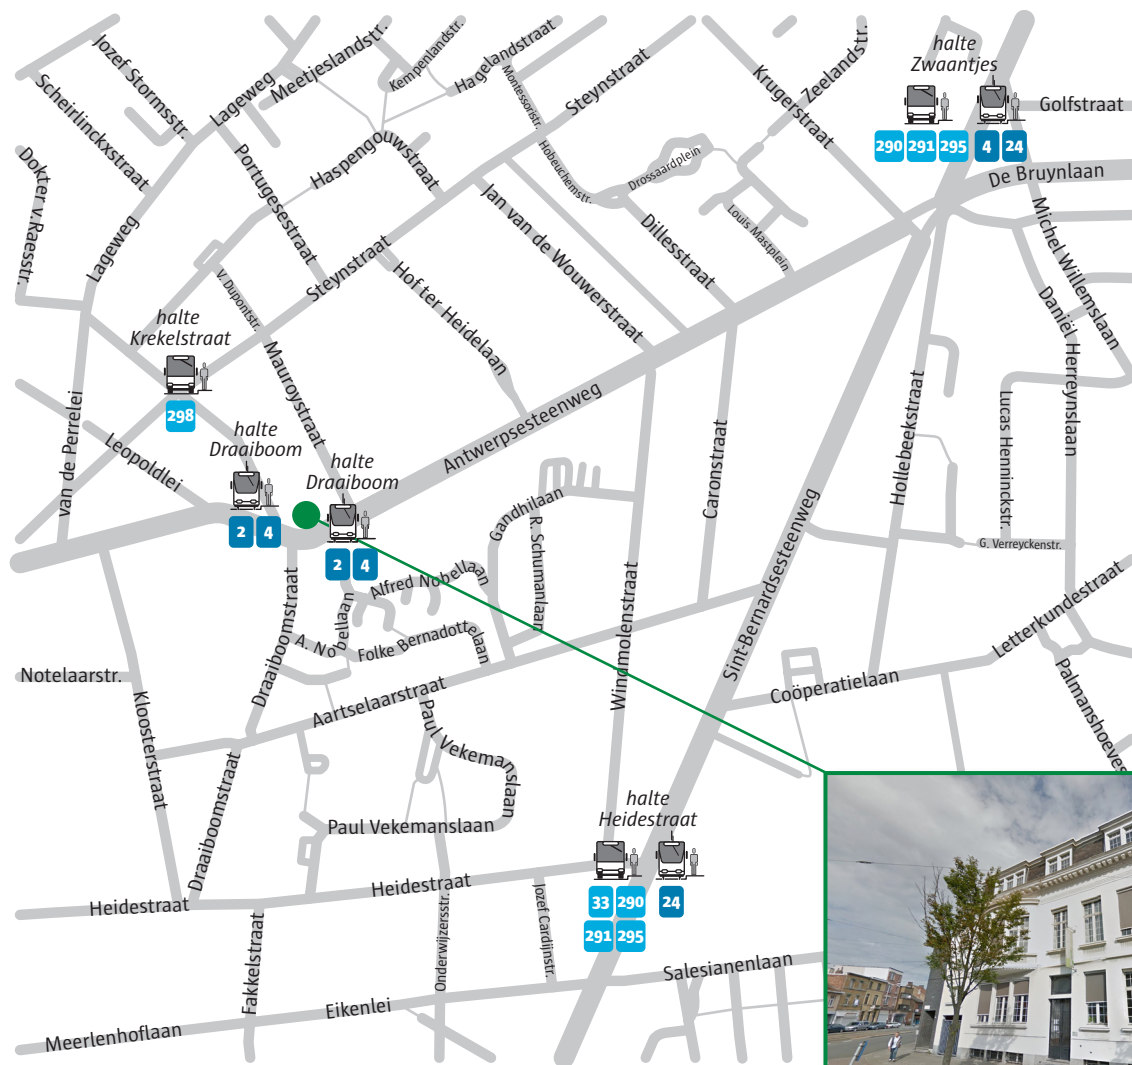 Jozef Stormsstr.
Scheirlinckxstraat
Dokter v.Raesstr.
Lageweg
Lageweg
Meetjeslandstr.
Kempenlandstr.
Hagelandstraat
Portugesestraat
Haspengouwstraat
Montessoristr.
Hobeuchemstr.
Steynstraat
Steynstraat
Drossaardplein
Louis Mastplein
Krugerstraat
Zeelandstr.
halte
Zwaantjes
290 291 295 4 24
Golfstraat
De Bruynlaan
Michel Willemslaan
Daniël Herreynslaan
Jan van de Wouwerstraat
Dillesstraat
Hof ter Heidelaan
V. Dupontstr.
Mauroystraat
halte
Krekelstraat
298
van de Perrelei
Leopoldlei
halte
Draaiboom
2 4
halte
Draaiboom
2 4
Antwerpsesteenweg
Caronstraat
Hollebeekstraat
Lucas Henninckstr.
G. Verreyckenstr.
Gandhilaan
R. Schumanlaan
Windmolenstraat
Sint-Bernardsesteenweg
Alfred Nobellaan
A. Nobellaan
Folke Bernadottelaan
Draaiboomstraat
Notelaarstr.
Kloosterstraat
Aartselaarstraat
Letterkundestraat
Coöperatielaan
Palmanshoeves
Paul Vekemanslaan
Paul Vekemanslaan
Draaiboomstraat
halte
Heidestraat
33 290 24
291 295
Heidestraat
Heidestraat
Jozef Cardijnstr.
Onderwijzersstr.
Fakkelstraat
Salesianenlaan
Eikenlei
Meerlenhoflaan